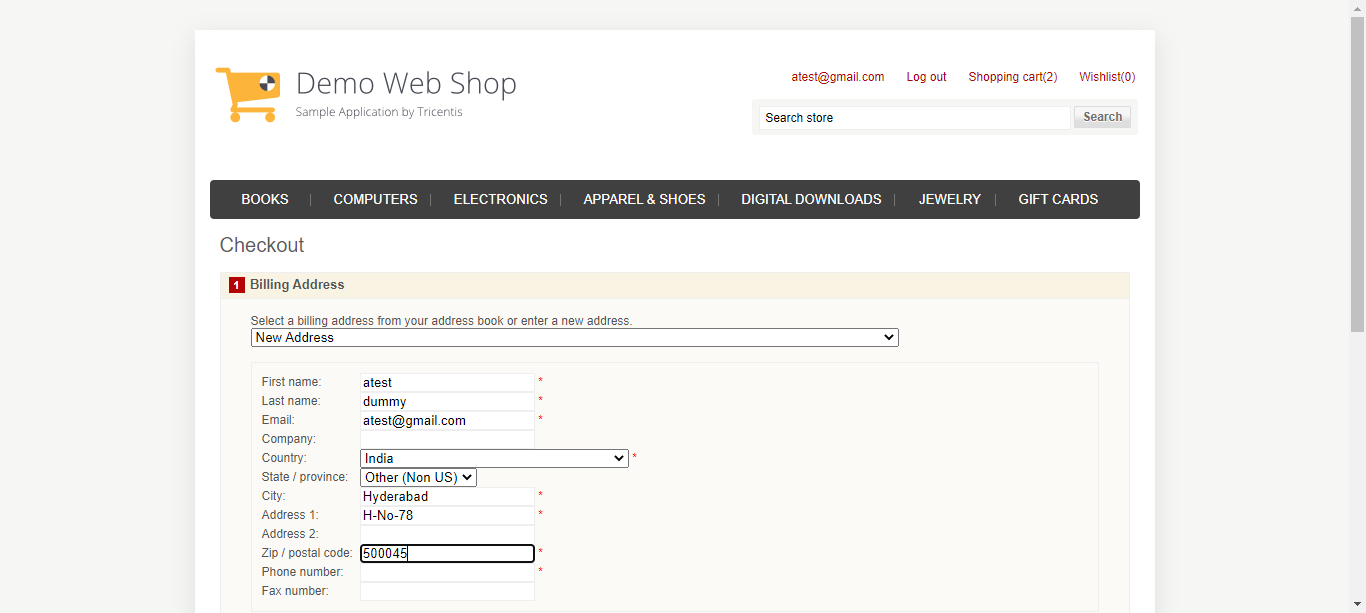 Demo Web Shop
Sample Application by Tricentis
atest@gmail.com Log out Shopping cart(2) Wishlist(0)
Search store Search
BOOKS | COMPUTERS | ELECTRONICS | APPAREL & SHOES | DIGITAL DOWNLOADS | JEWELRY | GIFT CARDS
Checkout
1 Billing Address
Select a billing address from your address book or enter a new address.
New Address
First name: atest *
Last name: dummy *
Email: atest@gmail.com *
Company:
Country: India *
State / province: Other (Non US)
City: Hyderabad *
Address 1: H-No-78 *
Address 2:
Zip / postal code: 500045 *
Phone number: *
Fax number: